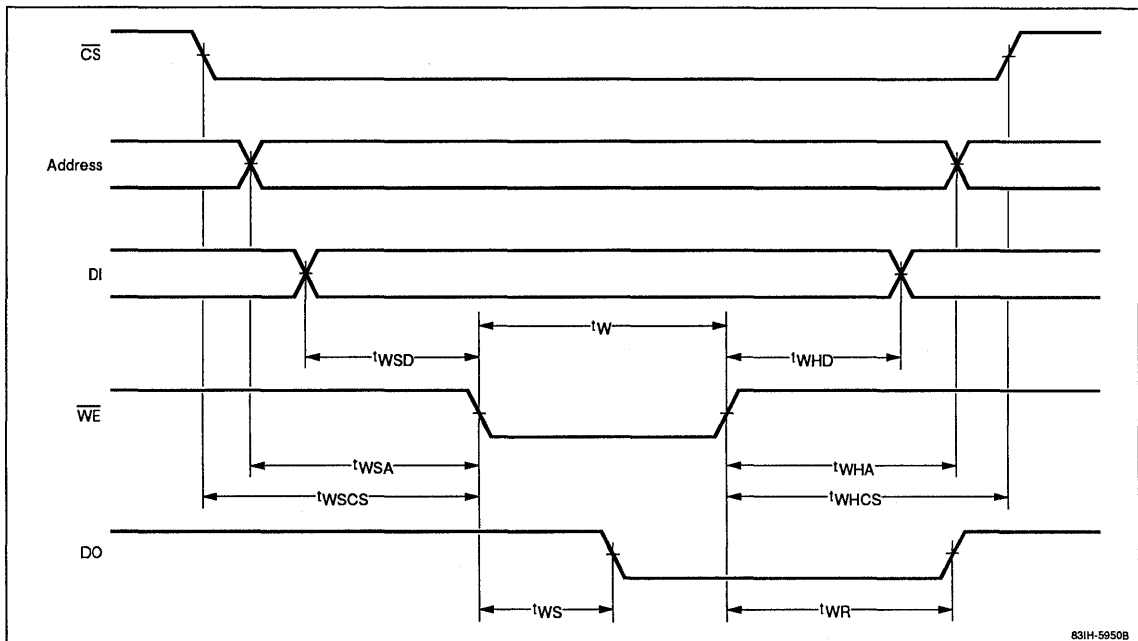 CS
Address
DI
tW
tWSD
tWHD
WE
tWSA
tWHA
tWSCS
tWHCS
DO
tWS
tWR
83IH-5950B